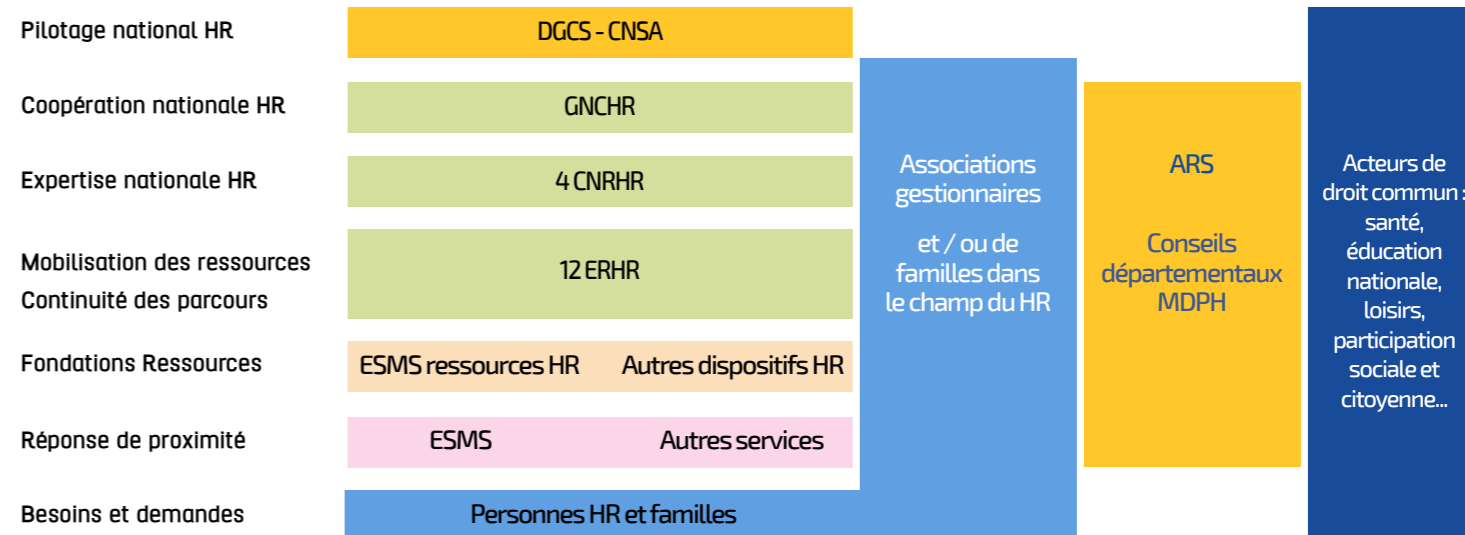 Pilotage national HR
DGCS - CNSA
Coopération nationale HR
GNCHR
Expertise nationale HR
4 CNRHR
Mobilisation des ressources
Continuité des parcours
12 ERHR
Fondations Ressources
ESMS ressources HR
Autres dispositifs HR
Réponse de proximité
ESMS
Autres services
Besoins et demandes
Personnes HR et familles
Associations
gestionnaires
et / ou de
familles dans
le champ du HR
ARS
Conseils
départementaux
MDPH
Acteurs de
droit commun :
santé,
éducation
nationale,
loisirs,
participation
sociale et
citoyenne...